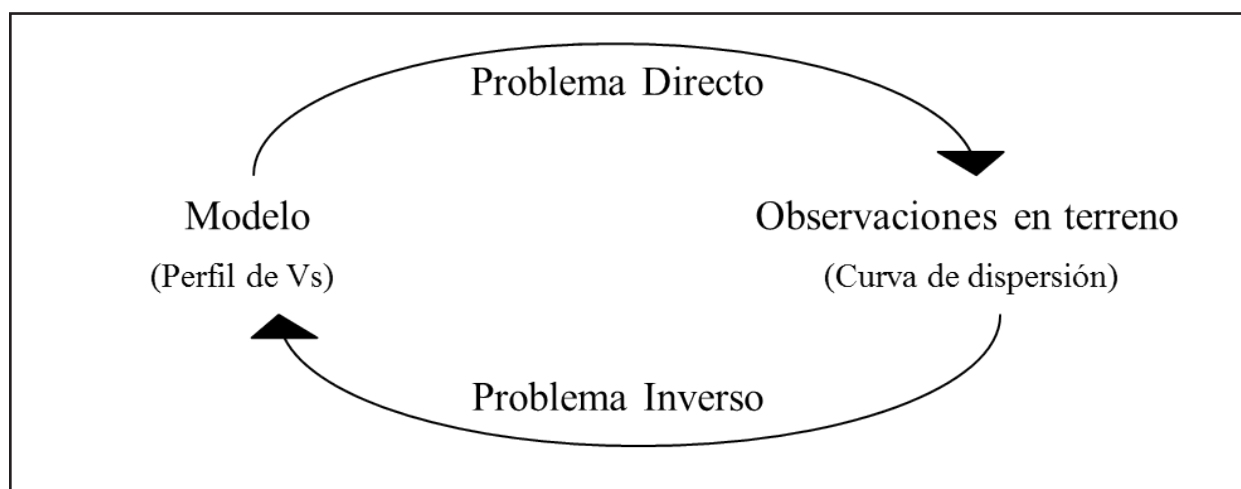 Problema Directo
Modelo
(Perfil de Vs)
Observaciones en terreno
(Curva de dispersión)
Problema Inverso